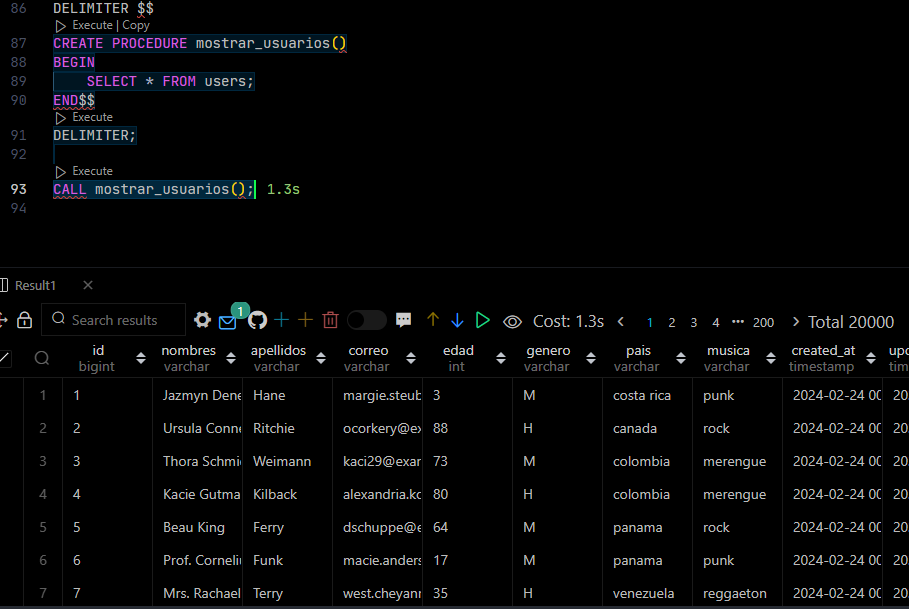 86 DELIMITER $$
Execute | Copy
87 CREATE PROCEDURE mostrar_usuarios()
88 BEGIN
89 SELECT * FROM users;
90 END$$
Execute
91 DELIMITER;
92
Execute
93 CALL mostrar_usuarios(); 1.3s
94
Result1
Search results 1 Cost: 1.3s 1 2 3 4 ••• 200 Total 20000
id nombres apellidos correo edad genero pais musica created_at upd
bigint varchar varchar varchar int varchar varchar varchar timestamp tim
1 1 Jazmyn Dene Hane margie.steub 3 M costa rica punk 2024-02-24 00 20
2 2 Ursula Conne Ritchie ocorkery@ex 88 H canada rock 2024-02-24 00 20
3 3 Thora Schmi Weimann kaci29@exar 73 M colombia merengue 2024-02-24 00 20
4 4 Kacie Gutma Kilback alexandria.kc 80 H colombia merengue 2024-02-24 00 20
5 5 Beau King Ferry dschuppe@e 64 M panama rock 2024-02-24 00 20
6 6 Prof. Corneliu Funk macie.anders 17 M panama punk 2024-02-24 00 20
7 7 Mrs. Rachael Terry west.cheyann 35 H venezuela reggaeton 2024-02-24 00 20